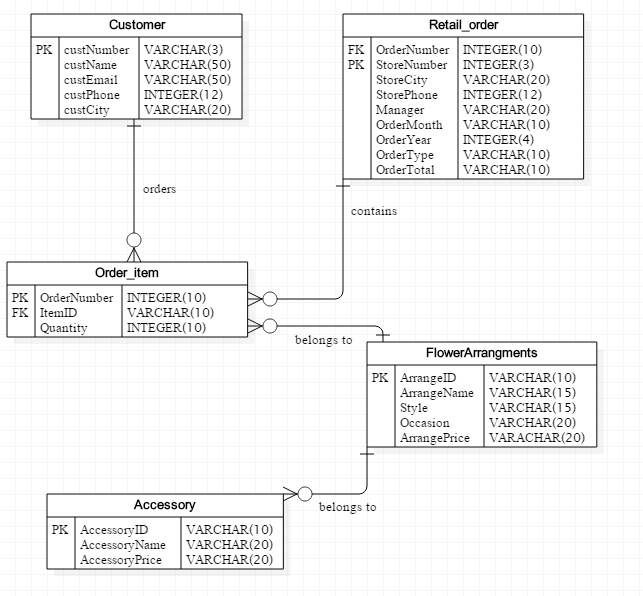 Customer
PK custNumber VARCHAR(3)
custName VARCHAR(50)
custEmail VARCHAR(50)
custPhone INTEGER(12)
custCity VARCHAR(20)
Retail_order
FK OrderNumber INTEGER(10)
PK StoreNumber INTEGER(3)
StoreCity VARCHAR(20)
StorePhone INTEGER(12)
Manager VARCHAR(20)
OrderMonth VARCHAR(10)
OrderYear INTEGER(4)
OrderType VARCHAR(10)
OrderTotal VARCHAR(10)
orders
contains
Order_item
PK OrderNumber INTEGER(10)
FK ItemID VARCHAR(10)
Quantity INTEGER(10)
belongs to
FlowerArrangments
PK ArrangeID VARCHAR(10)
ArrangeName VARCHAR(15)
Style VARCHAR(15)
Occasion VARCHAR(20)
ArrangePrice VARACHAR(20)
belongs to
Accessory
PK AccessoryID VARCHAR(10)
AccessoryName VARCHAR(20)
AccessoryPrice VARCHAR(20)